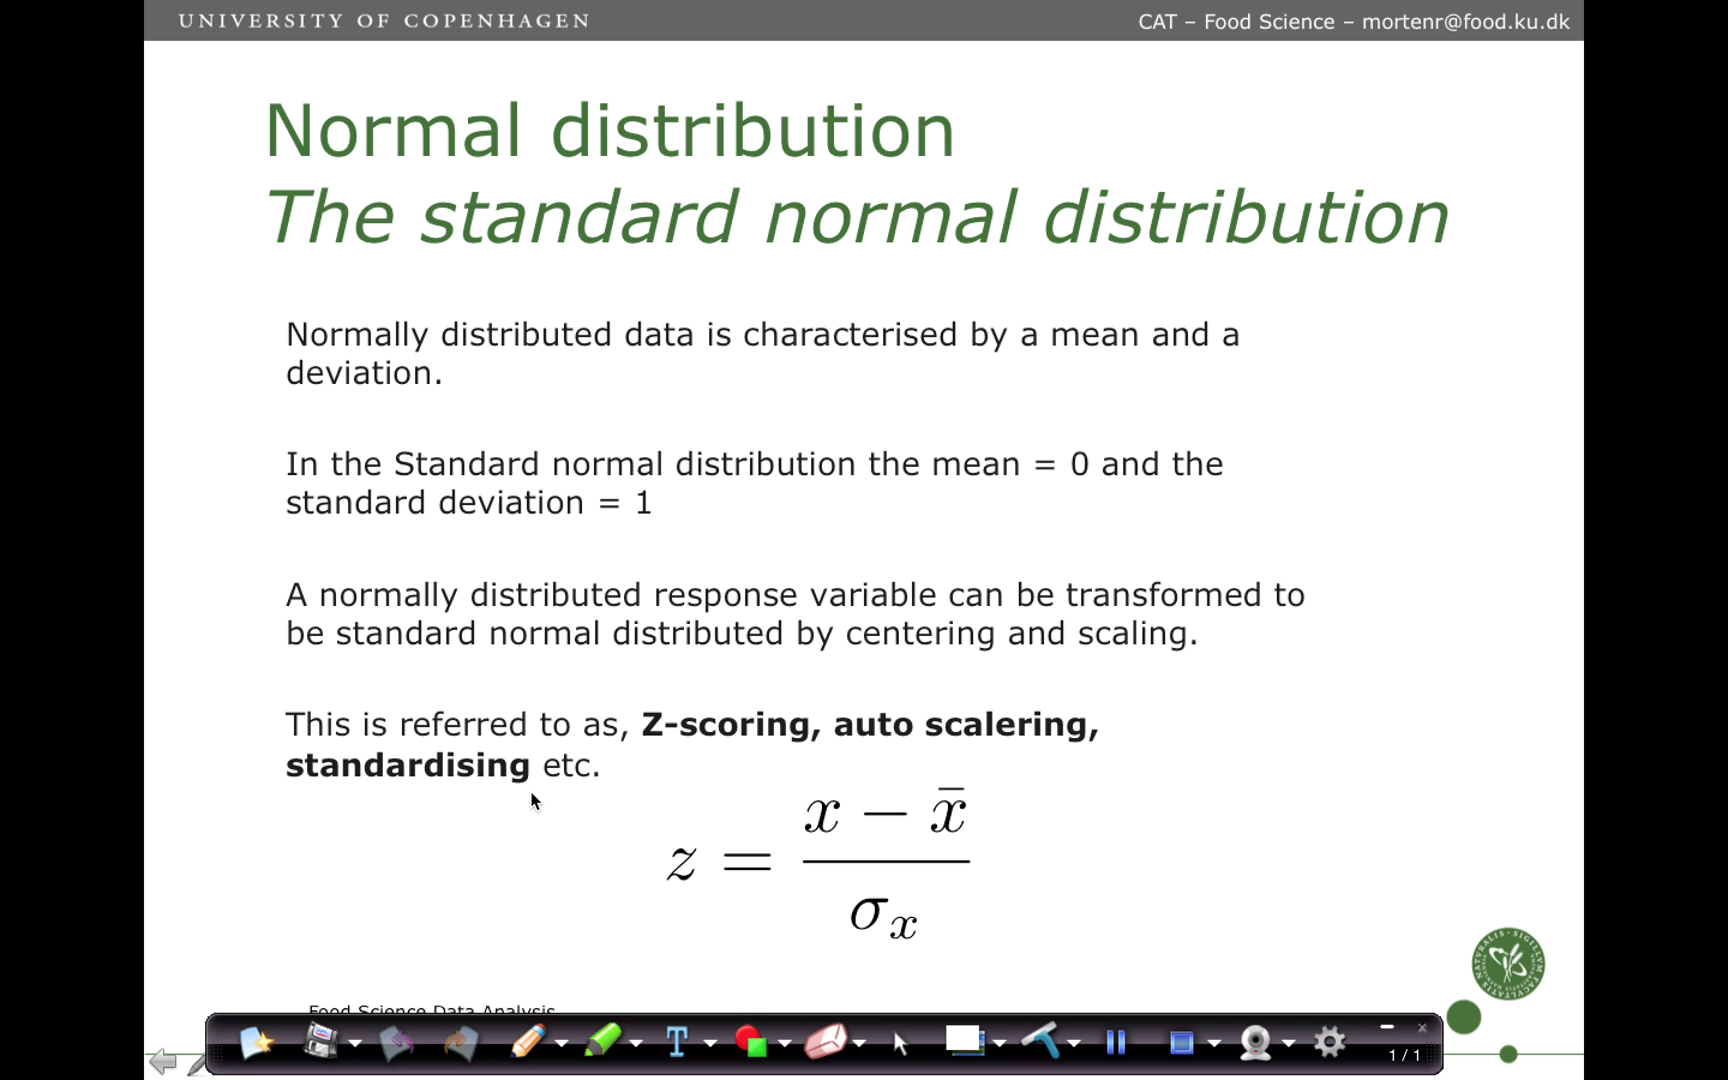 UNIVERSITY OF COPENHAGEN
CAT – Food Science – mortenr@food.ku.dk
Normal distribution
The standard normal distribution
Normally distributed data is characterised by a mean and a
deviation.
In the Standard normal distribution the mean = 0 and the
standard deviation = 1
A normally distributed response variable can be transformed to
be standard normal distributed by centering and scaling.
This is referred to as, Z-scoring, auto scalering,
standardising etc.
z = (x − x̄) / σₓ
Food Science Data Analysis
T
1 / 1